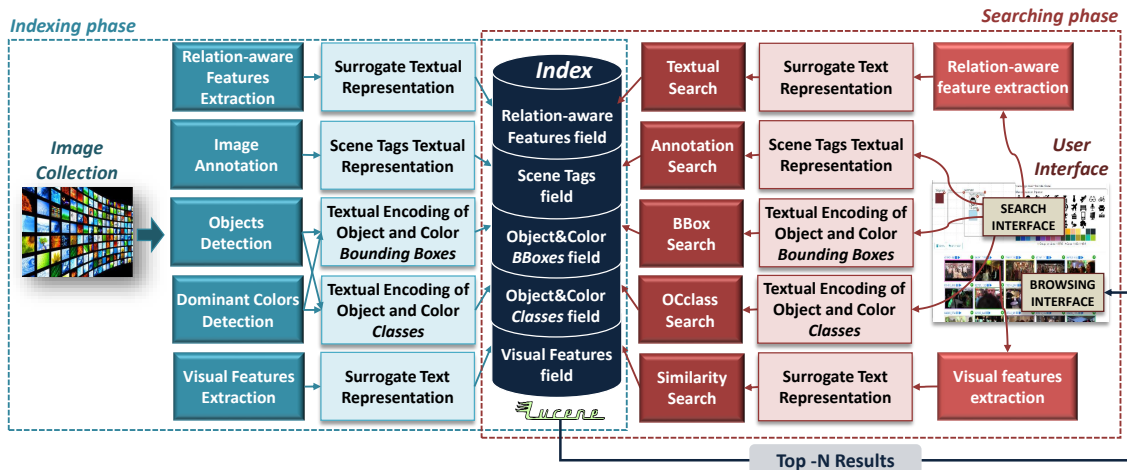 Indexing phase
Searching phase
Image
Collection
Relation-aware
Features
Extraction
Surrogate Textual
Representation
Image
Annotation
Scene Tags Textual
Representation
Objects
Detection
Textual Encoding of
Object and Color
Bounding Boxes
Dominant Colors
Detection
Textual Encoding of
Object and Color
Classes
Visual Features
Extraction
Surrogate Text
Representation
Index
Relation-aware
Features field
Scene Tags
field
Object&Color
BBoxes field
Object&Color
Classes field
Visual Features
field
Lucene
Textual
Search
Surrogate Text
Representation
Relation-aware
feature extraction
Annotation
Search
Scene Tags Textual
Representation
BBox
Search
Textual Encoding of
Object and Color
Bounding Boxes
OCclass
Search
Textual Encoding of
Object and Color
Classes
Similarity
Search
Surrogate Text
Representation
Visual features
extraction
User
Interface
SEARCH
INTERFACE
BROWSING
INTERFACE
Top -N Results